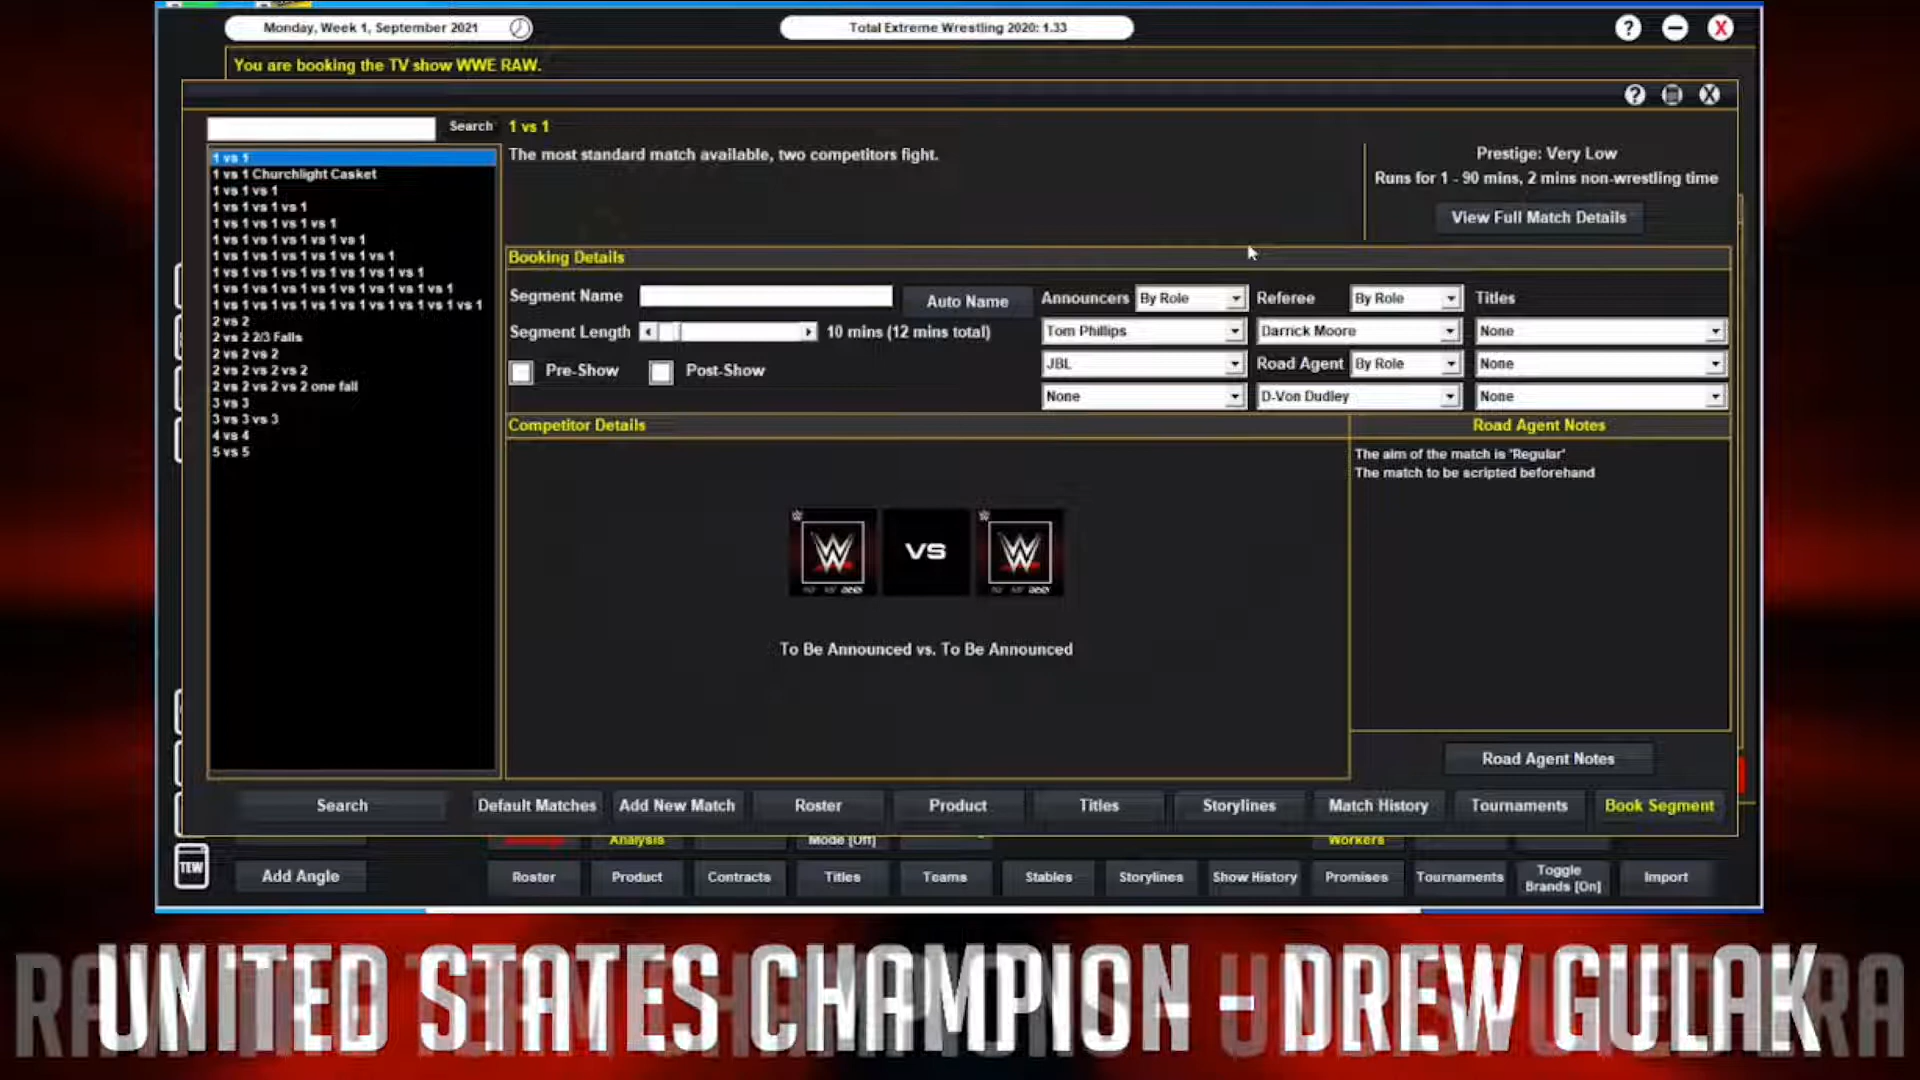 Monday, Week 1, September 2021
Total Extreme Wrestling 2020: 1.33
? X
You are booking the TV show WWE RAW.
? X
Search
1 vs 1
1 vs 1
1 vs 1 Churchlight Casket
1 vs 1 vs 1
1 vs 1 vs 1 vs 1
1 vs 1 vs 1 vs 1 vs 1
1 vs 1 vs 1 vs 1 vs 1 vs 1
1 vs 1 vs 1 vs 1 vs 1 vs 1 vs 1
1 vs 1 vs 1 vs 1 vs 1 vs 1 vs 1 vs 1
1 vs 1 vs 1 vs 1 vs 1 vs 1 vs 1 vs 1 vs 1
1 vs 1 vs 1 vs 1 vs 1 vs 1 vs 1 vs 1 vs 1 vs 1
2 vs 2
2 vs 2 2/3 Falls
2 vs 2 vs 2
2 vs 2 vs 2 vs 2
2 vs 2 vs 2 vs 2 one fall
3 vs 3
3 vs 3 vs 3
4 vs 4
5 vs 5
The most standard match available, two competitors fight.
Prestige: Very Low
Runs for 1 - 90 mins, 2 mins non-wrestling time
View Full Match Details
Booking Details
Segment Name
Auto Name
Announcers By Role
Referee By Role
Titles
Segment Length 10 mins (12 mins total)
Tom Phillips
Darrick Moore
None
Pre-Show
Post-Show
JBL
Road Agent By Role
None
None
D-Von Dudley
None
Competitor Details
Road Agent Notes
The aim of the match is 'Regular'
The match to be scripted beforehand
W VS W
To Be Announced vs. To Be Announced
Road Agent Notes
Search
Default Matches
Add New Match
Roster
Product
Titles
Storylines
Match History
Tournaments
Book Segment
Analysis
Mode [Off]
Workers
TEW
Add Angle
Roster
Product
Contracts
Titles
Teams
Stables
Storylines
Show History
Promises
Tournaments
Toggle
Brands [On]
Import
UNITED STATES CHAMPION - DREW GULAK